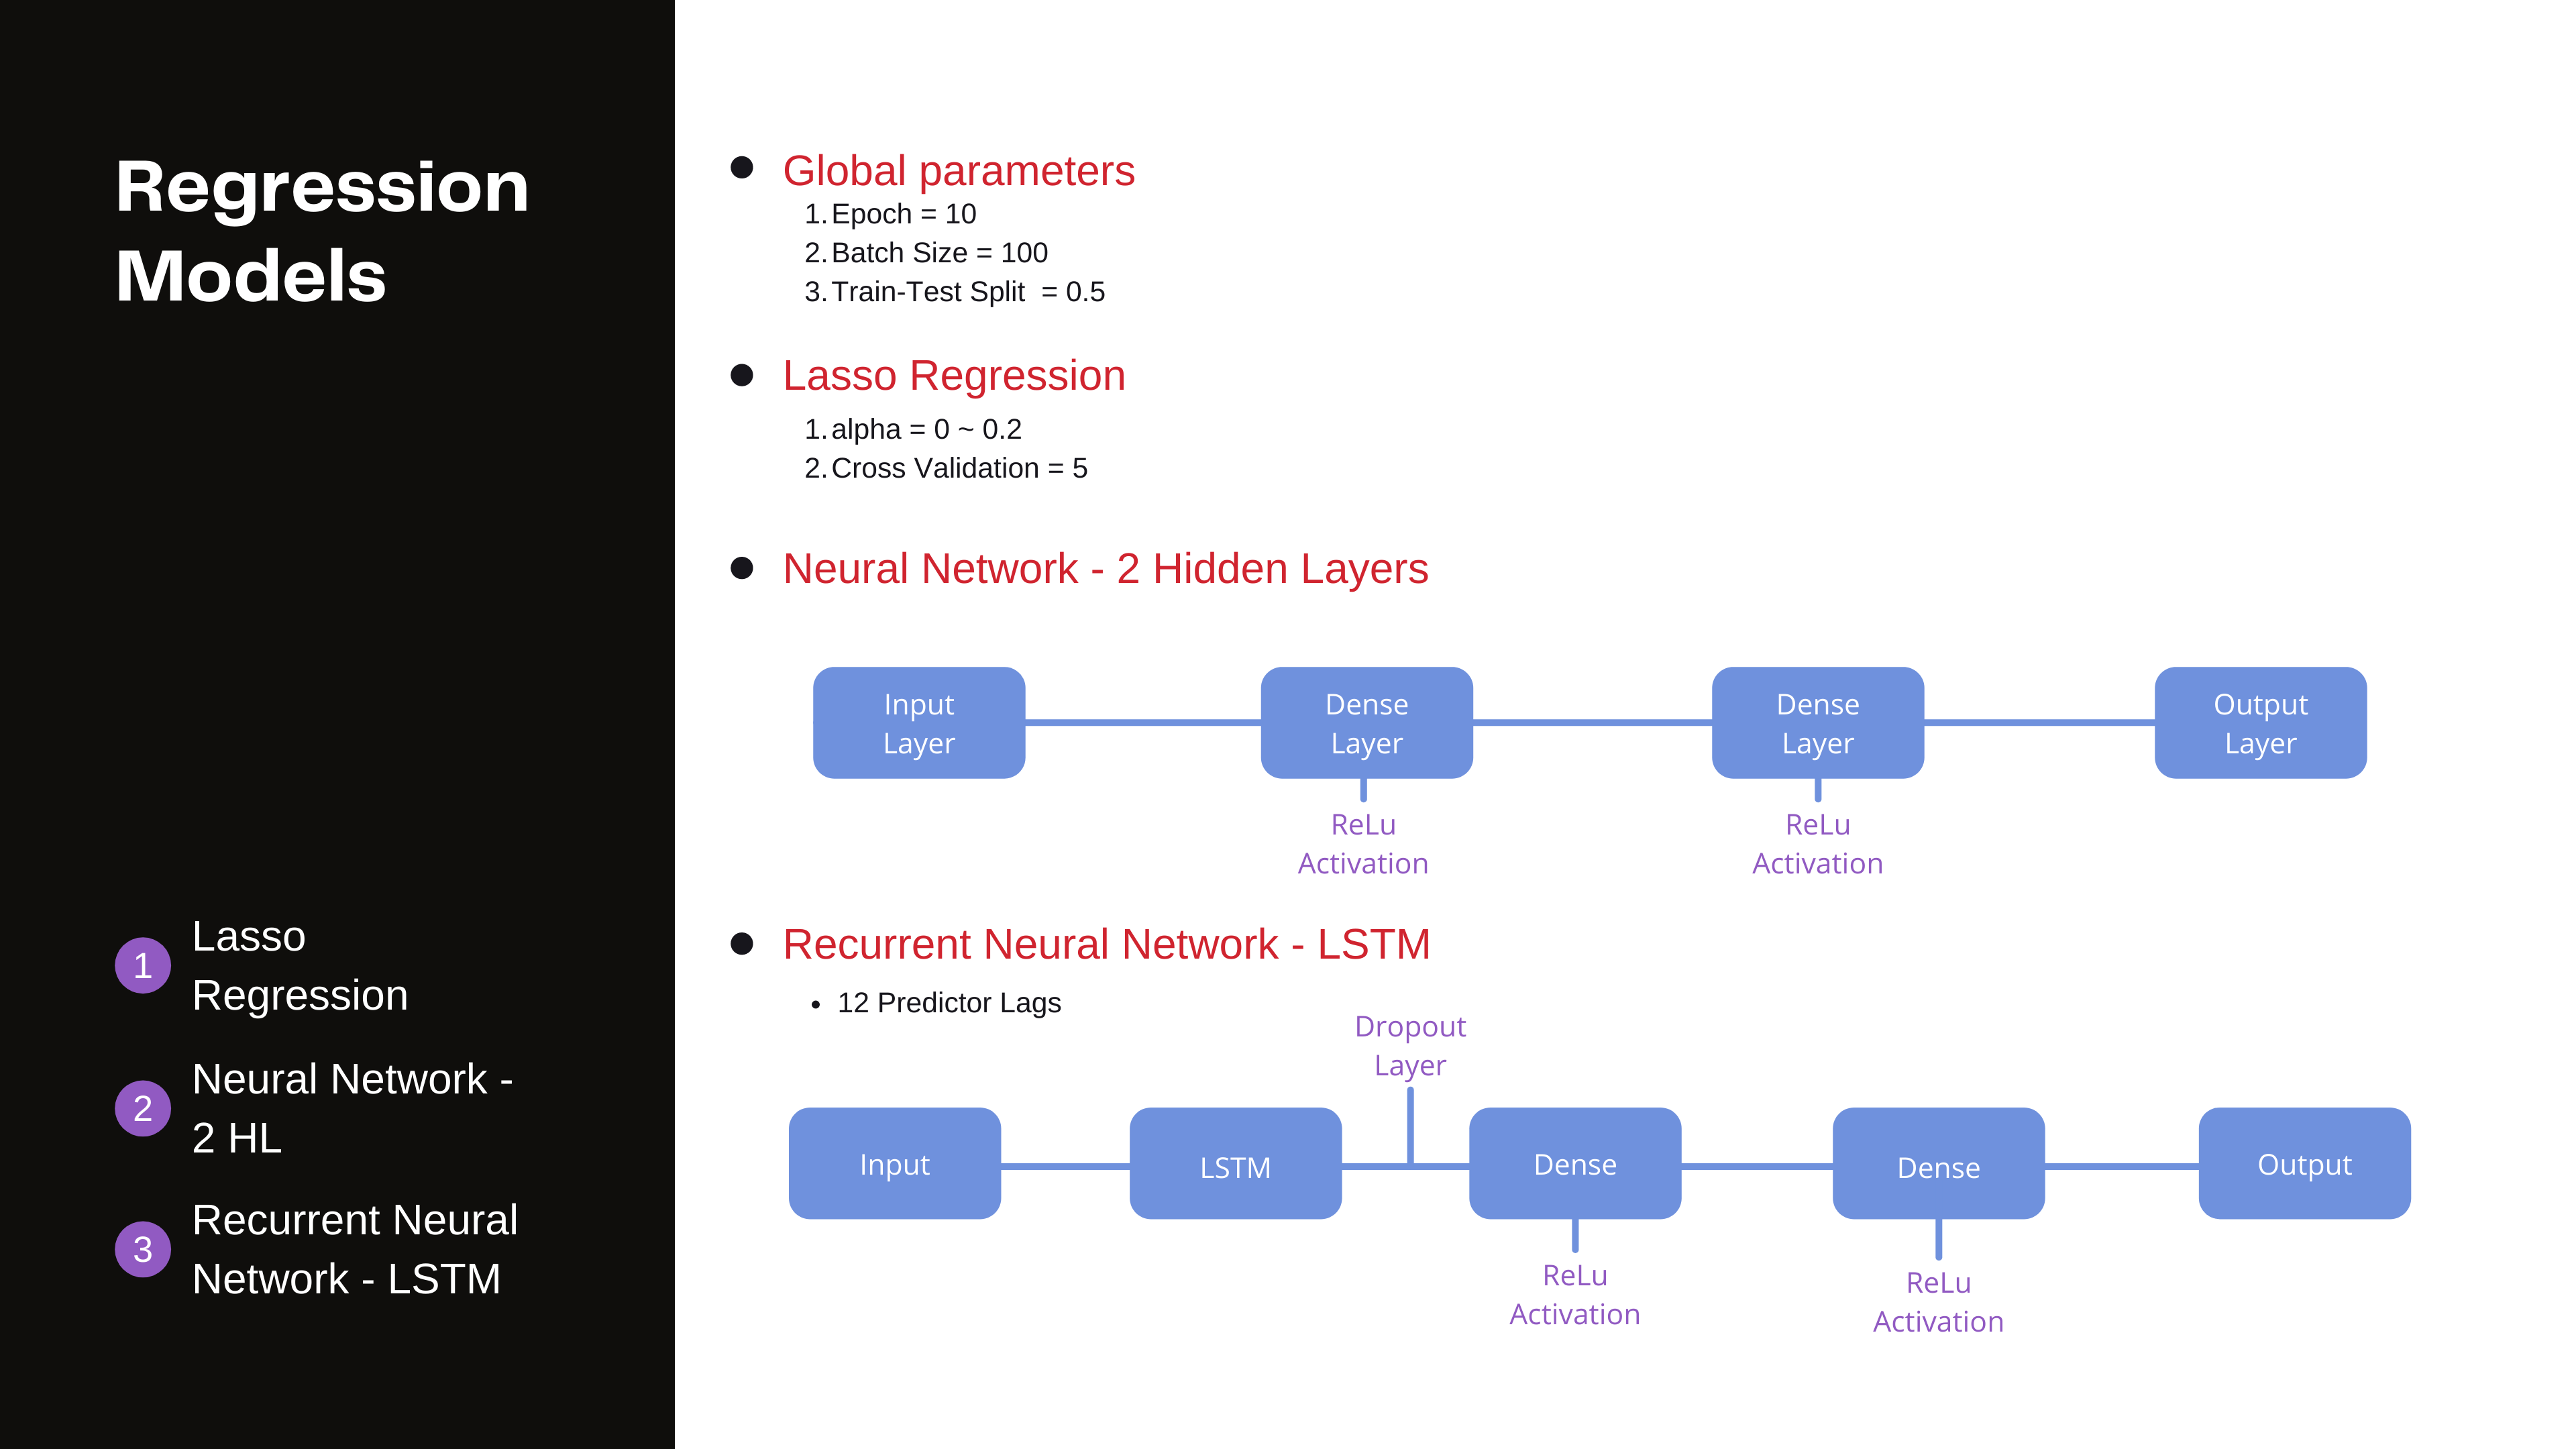 Regression
Models
1 Lasso
Regression
2 Neural Network -
2 HL
3 Recurrent Neural
Network - LSTM
● Global parameters
1. Epoch = 10
2. Batch Size = 100
3. Train-Test Split = 0.5
● Lasso Regression
1. alpha = 0 ~ 0.2
2. Cross Validation = 5
● Neural Network - 2 Hidden Layers
Input
Layer
Dense
Layer
Dense
Layer
Output
Layer
ReLu
Activation
ReLu
Activation
● Recurrent Neural Network - LSTM
• 12 Predictor Lags
Dropout
Layer
Input
LSTM
Dense
Dense
Output
ReLu
Activation
ReLu
Activation